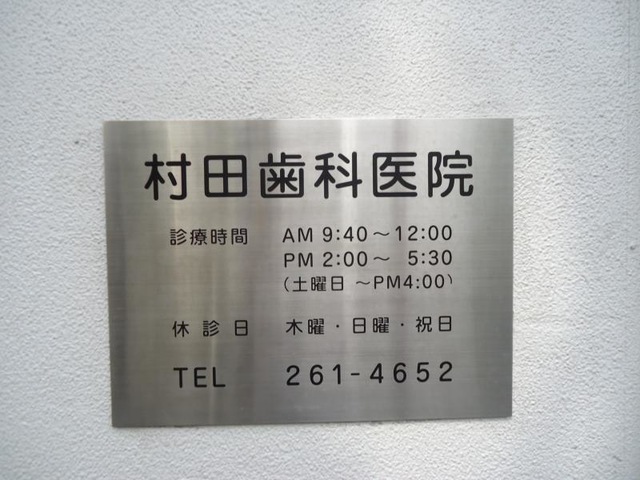 村田歯科医院
診療時間 AM 9:40～12:00
PM 2:00～ 5:30
(土曜日 ～PM4:00)
休診日 木曜・日曜・祝日
TEL 261-4652